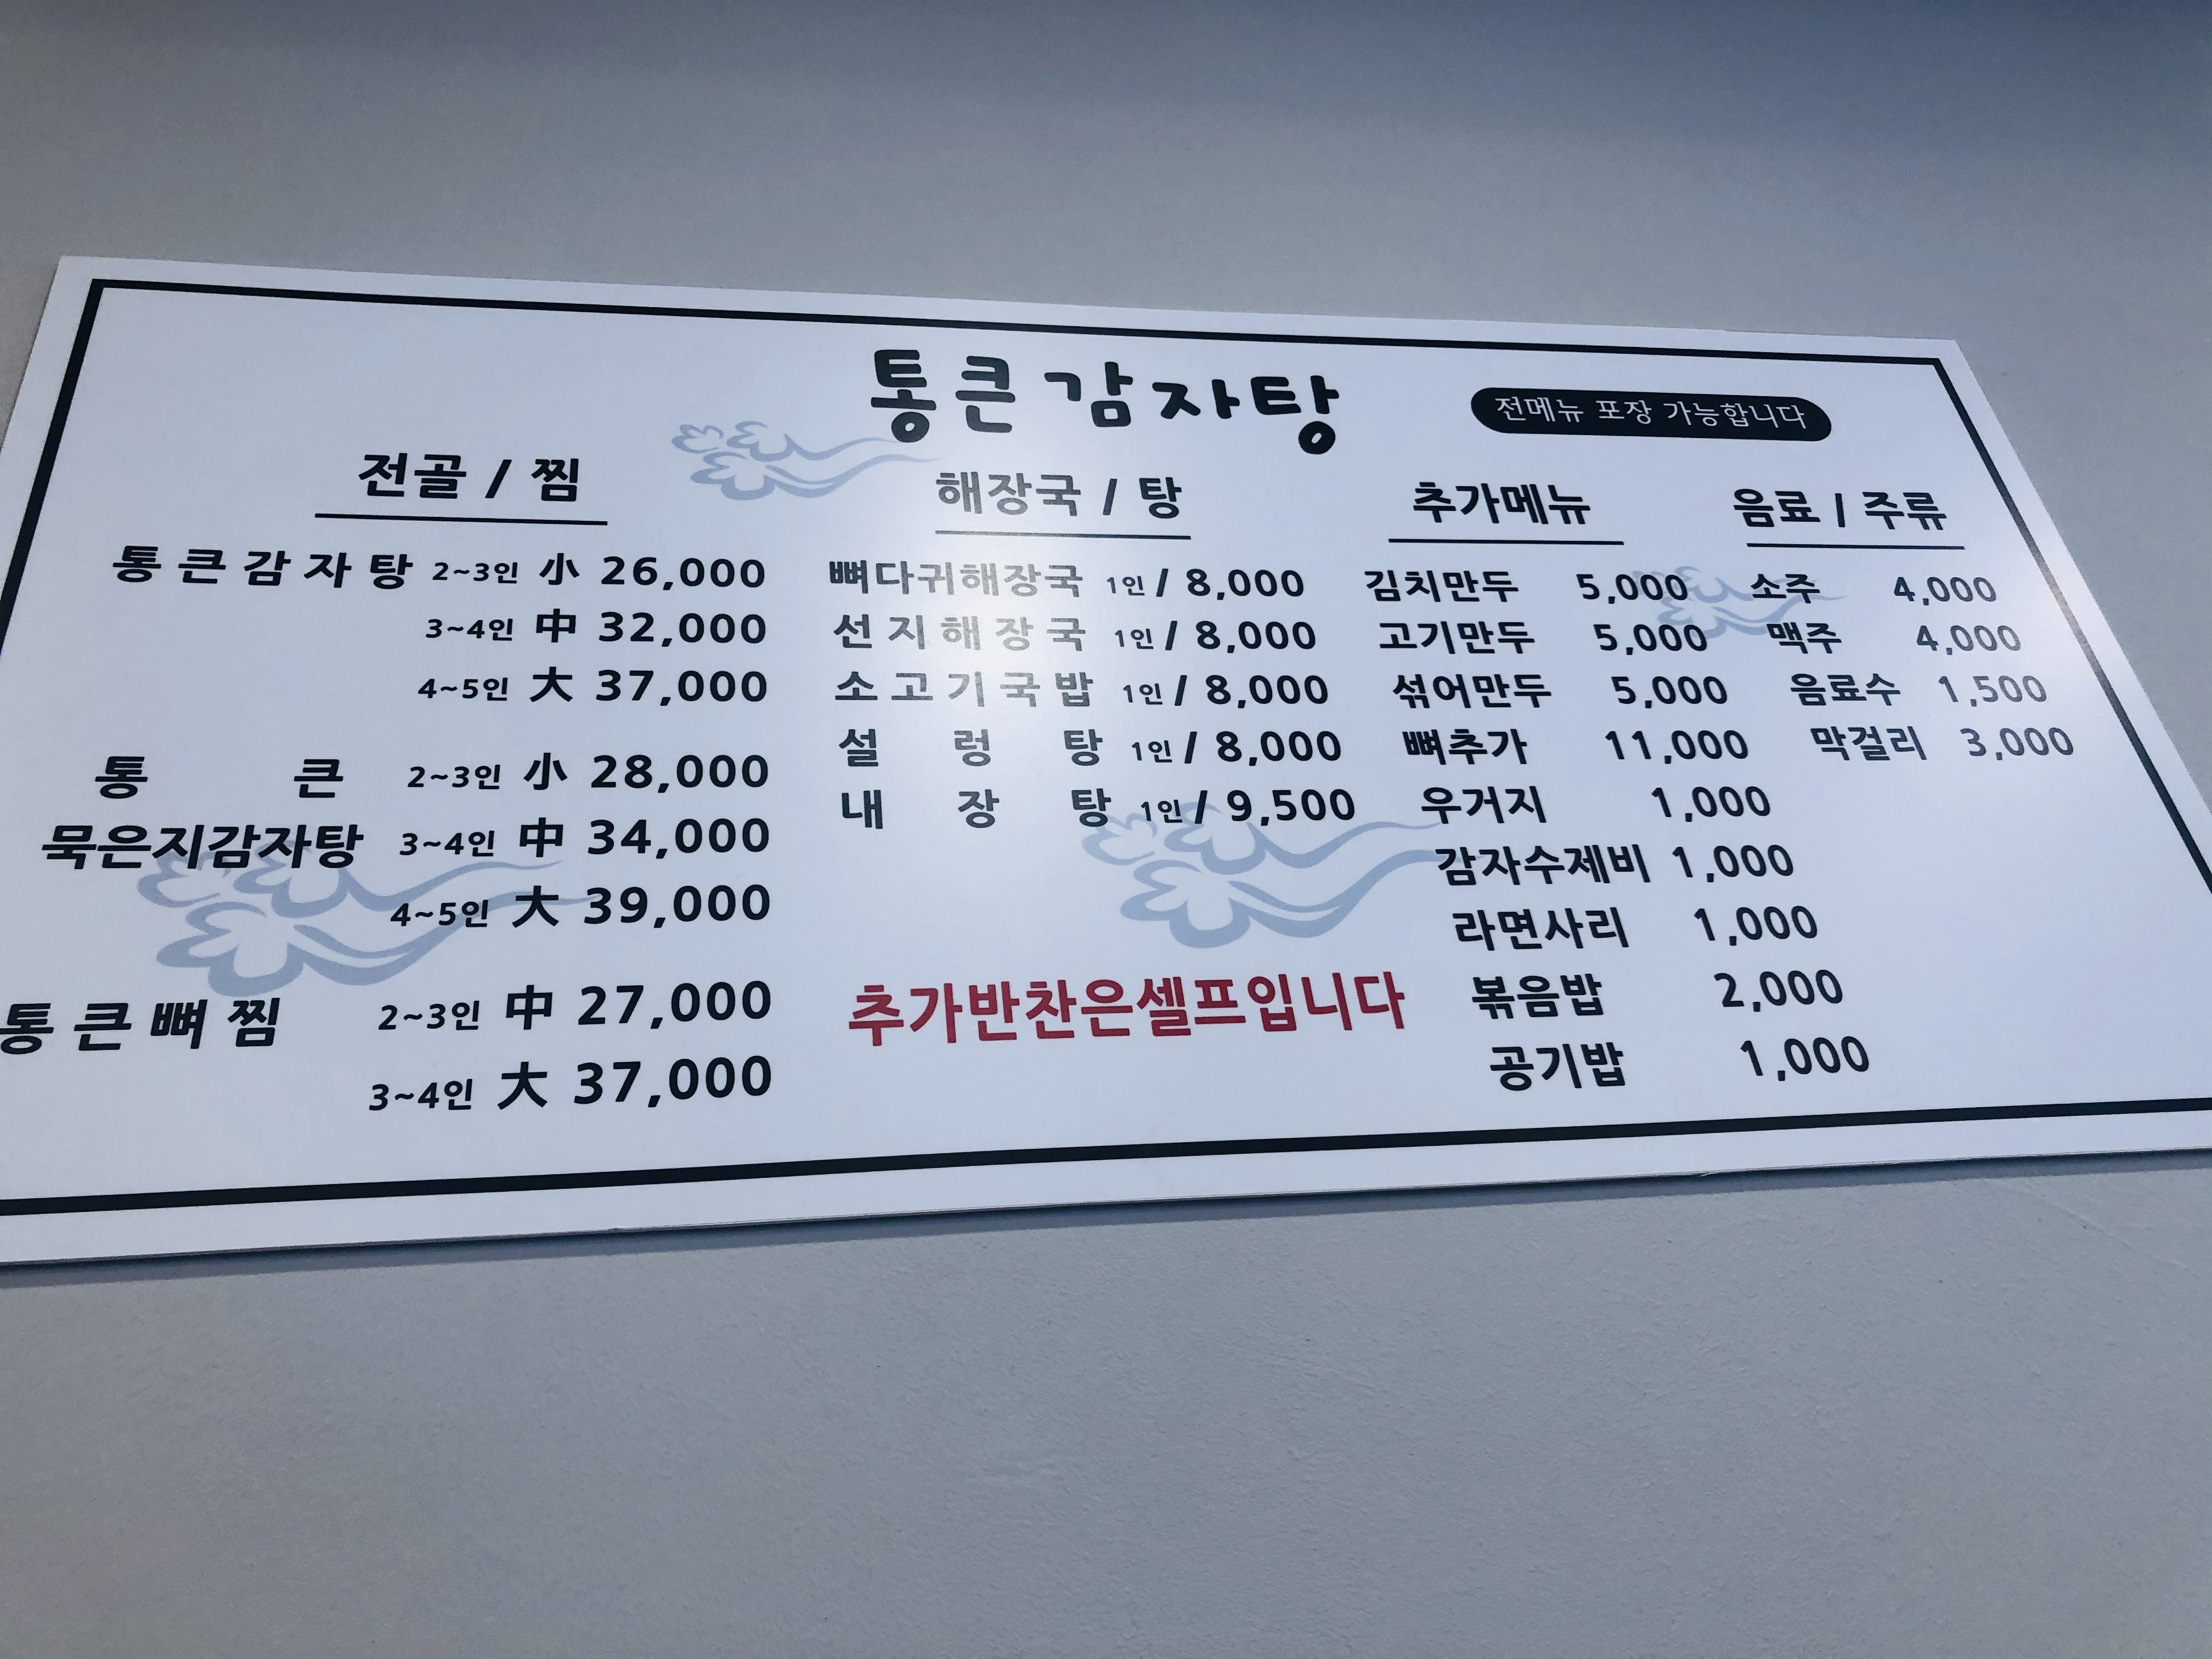 통큰감자탕
전메뉴 포장 가능합니다
전골 / 찜
통큰감자탕 2~3인 小 26,000
3~4인 中 32,000
4~5인 大 37,000
통큰 2~3인 小 28,000
묵은지감자탕 3~4인 中 34,000
4~5인 大 39,000
통큰뼈찜 2~3인 中 27,000
3~4인 大 37,000
해장국 / 탕
뼈다귀해장국 1인 / 8,000
선지해장국 1인 / 8,000
소고기국밥 1인 / 8,000
설렁탕 1인 / 8,000
내장탕 1인 / 9,500
추가반찬은셀프입니다
추가메뉴
김치만두 5,000
고기만두 5,000
섞어만두 5,000
뼈추가 11,000
우거지 1,000
감자수제비 1,000
라면사리 1,000
볶음밥 2,000
공기밥 1,000
음료 / 주류
소주 4,000
맥주 4,000
음료수 1,500
막걸리 3,000